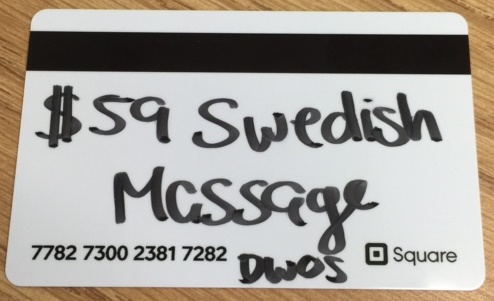 $59 Swedish
Massage
7782 7300 2381 7282
DWOS
Square